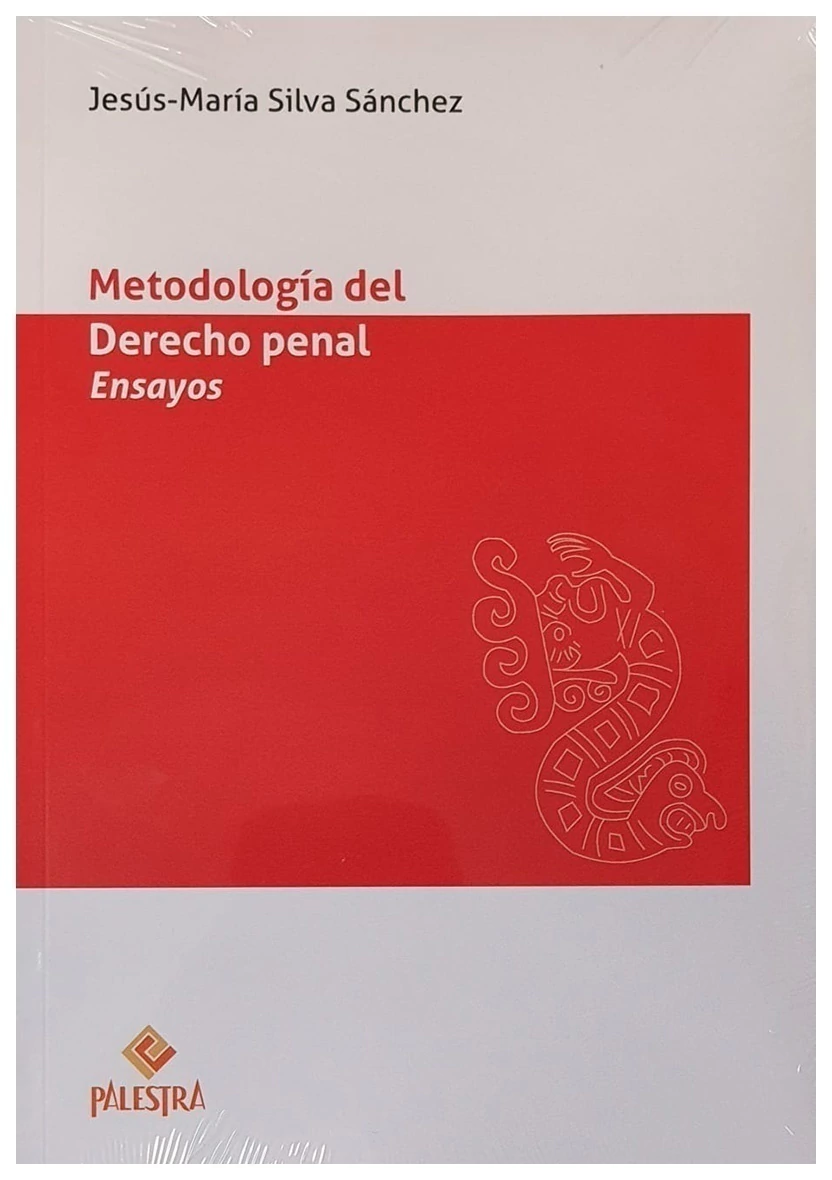 Jesús-María Silva Sánchez
Metodología del
Derecho penal
Ensayos
PALESTRA